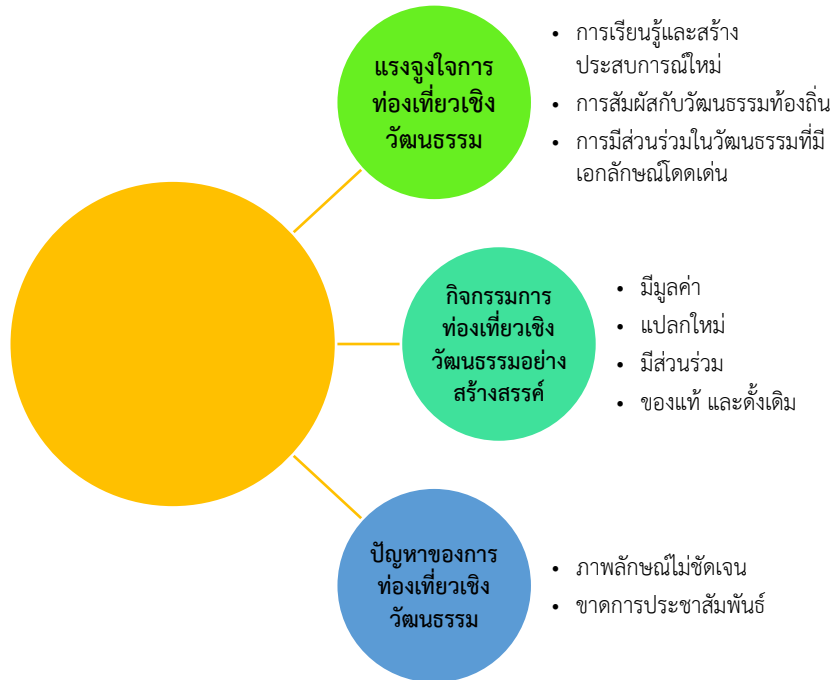 แรงจูงใจการ
ท่องเที่ยวเชิง
วัฒนธรรม
• การเรียนรู้และสร้าง
ประสบการณ์ใหม่
• การสัมผัสกับวัฒนธรรมท้องถิ่น
• การมีส่วนร่วมในวัฒนธรรมที่มี
เอกลักษณ์โดดเด่น
กิจกรรมการ
ท่องเที่ยวเชิง
วัฒนธรรมอย่าง
สร้างสรรค์
• มีมูลค่า
• แปลกใหม่
• มีส่วนร่วม
• ของแท้ และดั้งเดิม
ปัญหาของการ
ท่องเที่ยวเชิง
วัฒนธรรม
• ภาพลักษณ์ไม่ชัดเจน
• ขาดการประชาสัมพันธ์